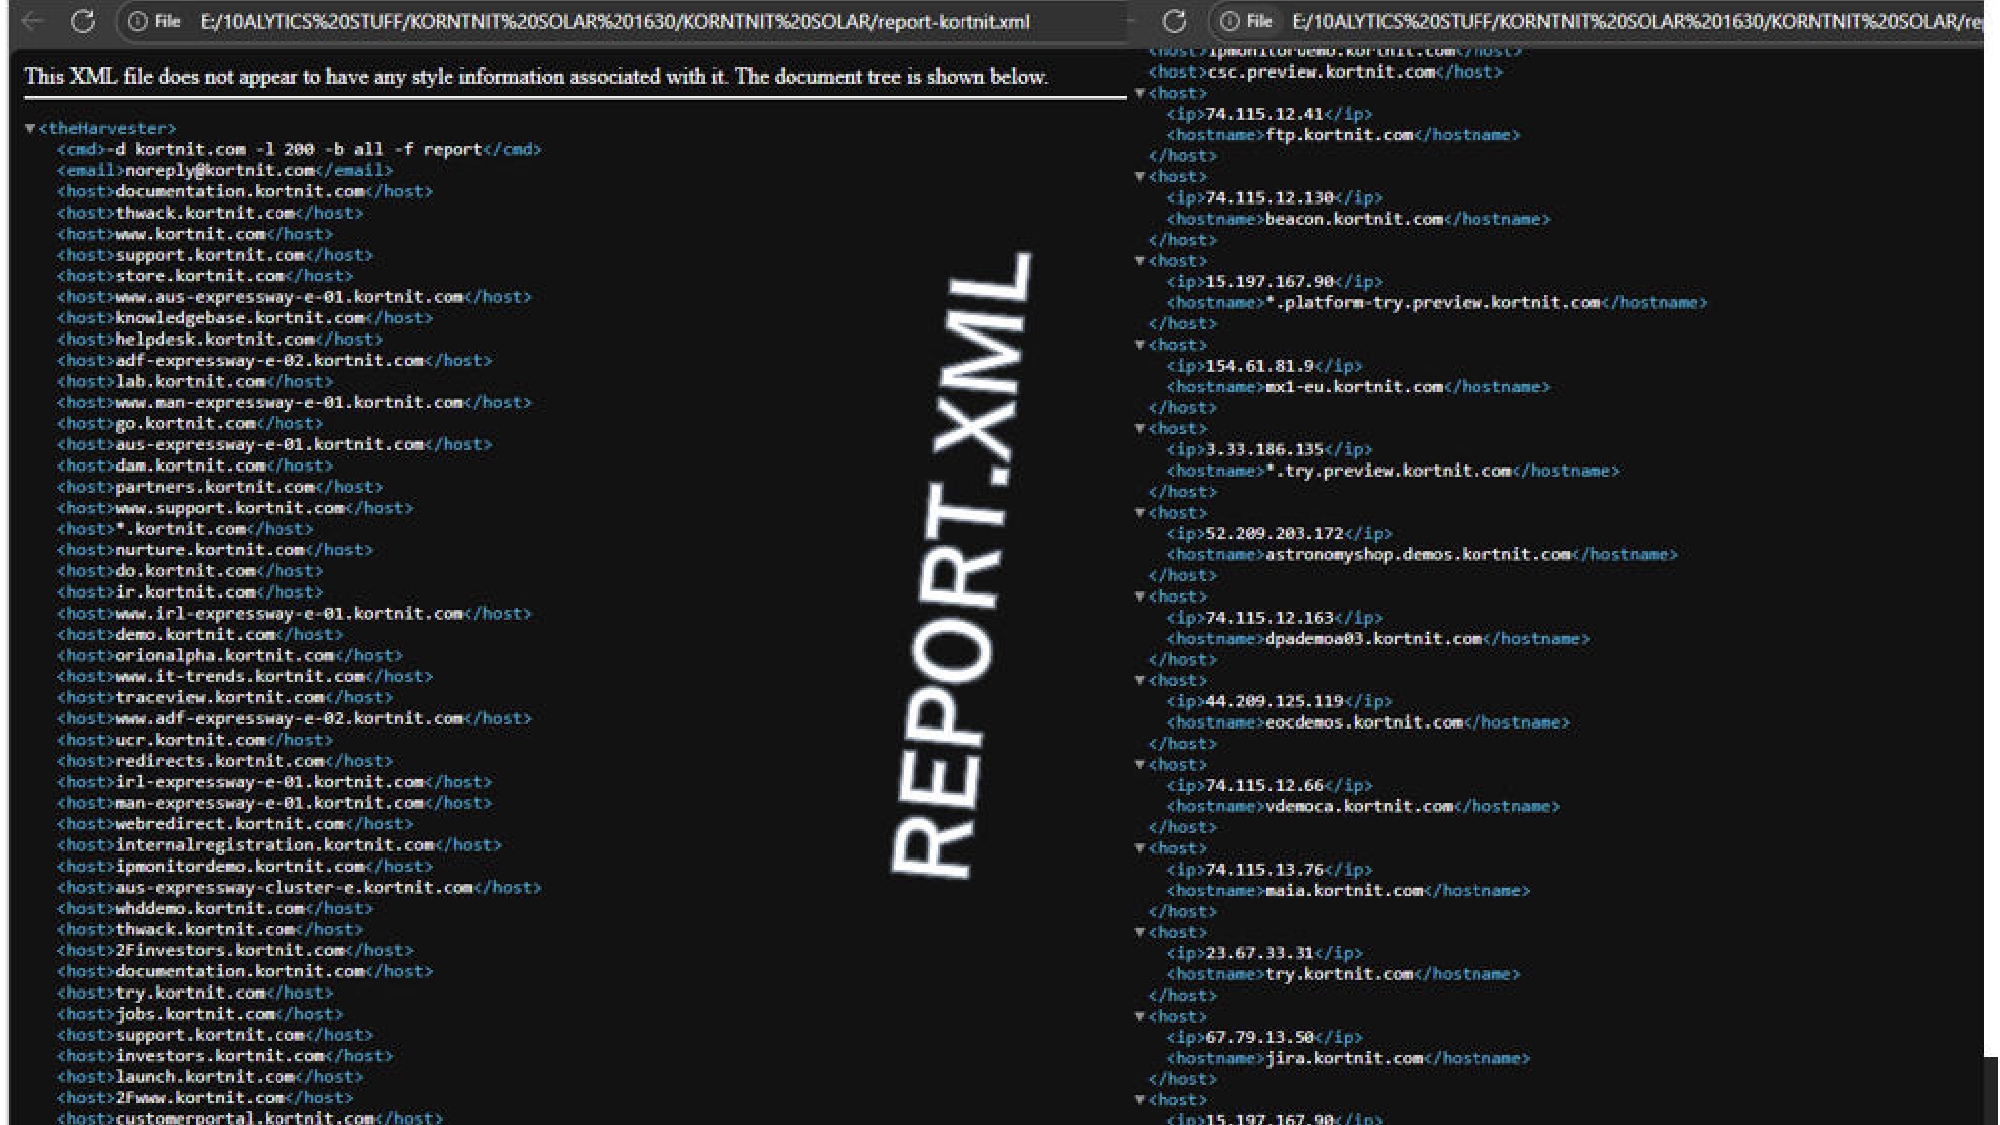 File E:/10ALYTICS%20STUFF/KORNTNIT%20SOLAR%201630/KORNTNIT%20SOLAR/report-kortnit.xml
This XML file does not appear to have any style information associated with it. The document tree is shown below.
▼<theHarvester>
<cmd>-d kortnit.com -l 200 -b all -f report</cmd>
<email>noreply@kortnit.com</email>
<host>documentation.kortnit.com</host>
<host>thwack.kortnit.com</host>
<host>www.kortnit.com</host>
<host>support.kortnit.com</host>
<host>store.kortnit.com</host>
<host>www.aus-expressway-e-01.kortnit.com</host>
<host>knowledgebase.kortnit.com</host>
<host>helpdesk.kortnit.com</host>
<host>adf-expressway-e-02.kortnit.com</host>
<host>lab.kortnit.com</host>
<host>www.man-expressway-e-01.kortnit.com</host>
<host>go.kortnit.com</host>
<host>aus-expressway-e-01.kortnit.com</host>
<host>dam.kortnit.com</host>
<host>partners.kortnit.com</host>
<host>www.support.kortnit.com</host>
<host>*.kortnit.com</host>
<host>nurture.kortnit.com</host>
<host>do.kortnit.com</host>
<host>ir.kortnit.com</host>
<host>www.irl-expressway-e-01.kortnit.com</host>
<host>demo.kortnit.com</host>
<host>orionalpha.kortnit.com</host>
<host>www.it-trends.kortnit.com</host>
<host>traceview.kortnit.com</host>
<host>www.adf-expressway-e-02.kortnit.com</host>
<host>ucr.kortnit.com</host>
<host>redirects.kortnit.com</host>
<host>irl-expressway-e-01.kortnit.com</host>
<host>man-expressway-e-01.kortnit.com</host>
<host>webredirect.kortnit.com</host>
<host>internalregistration.kortnit.com</host>
<host>ipmonitordemo.kortnit.com</host>
<host>aus-expressway-cluster-e.kortnit.com</host>
<host>whddemo.kortnit.com</host>
<host>thwack.kortnit.com</host>
<host>2Finvestors.kortnit.com</host>
<host>documentation.kortnit.com</host>
<host>try.kortnit.com</host>
<host>jobs.kortnit.com</host>
<host>support.kortnit.com</host>
<host>investors.kortnit.com</host>
<host>launch.kortnit.com</host>
<host>2Fwww.kortnit.com</host>
<host>customerportal.kortnit.com</host>
REPORT.XML
File E:/10ALYTICS%20STUFF/KORNTNIT%20SOLAR%201630/KORNTNIT%20SOLAR/re
<host>ipmonitordemo.kortnit.com</host>
<host>csc.preview.kortnit.com</host>
▼<host>
<ip>74.115.12.41</ip>
<hostname>ftp.kortnit.com</hostname>
</host>
▼<host>
<ip>74.115.12.130</ip>
<hostname>beacon.kortnit.com</hostname>
</host>
▼<host>
<ip>15.197.167.90</ip>
<hostname>*.platform-try.preview.kortnit.com</hostname>
</host>
▼<host>
<ip>154.61.81.9</ip>
<hostname>mx1-eu.kortnit.com</hostname>
</host>
▼<host>
<ip>3.33.186.135</ip>
<hostname>*.try.preview.kortnit.com</hostname>
</host>
▼<host>
<ip>52.209.203.172</ip>
<hostname>astronomyshop.demos.kortnit.com</hostname>
</host>
▼<host>
<ip>74.115.12.163</ip>
<hostname>dpademoa03.kortnit.com</hostname>
</host>
▼<host>
<ip>44.209.125.119</ip>
<hostname>eocdemos.kortnit.com</hostname>
</host>
▼<host>
<ip>74.115.12.66</ip>
<hostname>vdemoca.kortnit.com</hostname>
</host>
▼<host>
<ip>74.115.13.76</ip>
<hostname>maia.kortnit.com</hostname>
</host>
▼<host>
<ip>23.67.33.31</ip>
<hostname>try.kortnit.com</hostname>
</host>
▼<host>
<ip>67.79.13.50</ip>
<hostname>jira.kortnit.com</hostname>
</host>
▼<host>
<ip>15.197.167.90</ip>